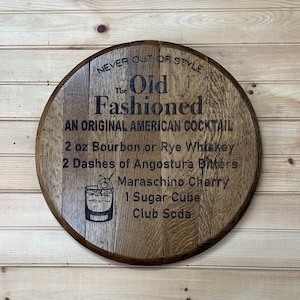 NEVER OUT OF STYLE
The Old
Fashioned
AN ORIGINAL AMERICAN COCKTAIL
2 oz Bourbon or Rye Whiskey
2 Dashes of Angostura Bitters
Maraschino Cherry
1 Sugar Cube
Club Soda